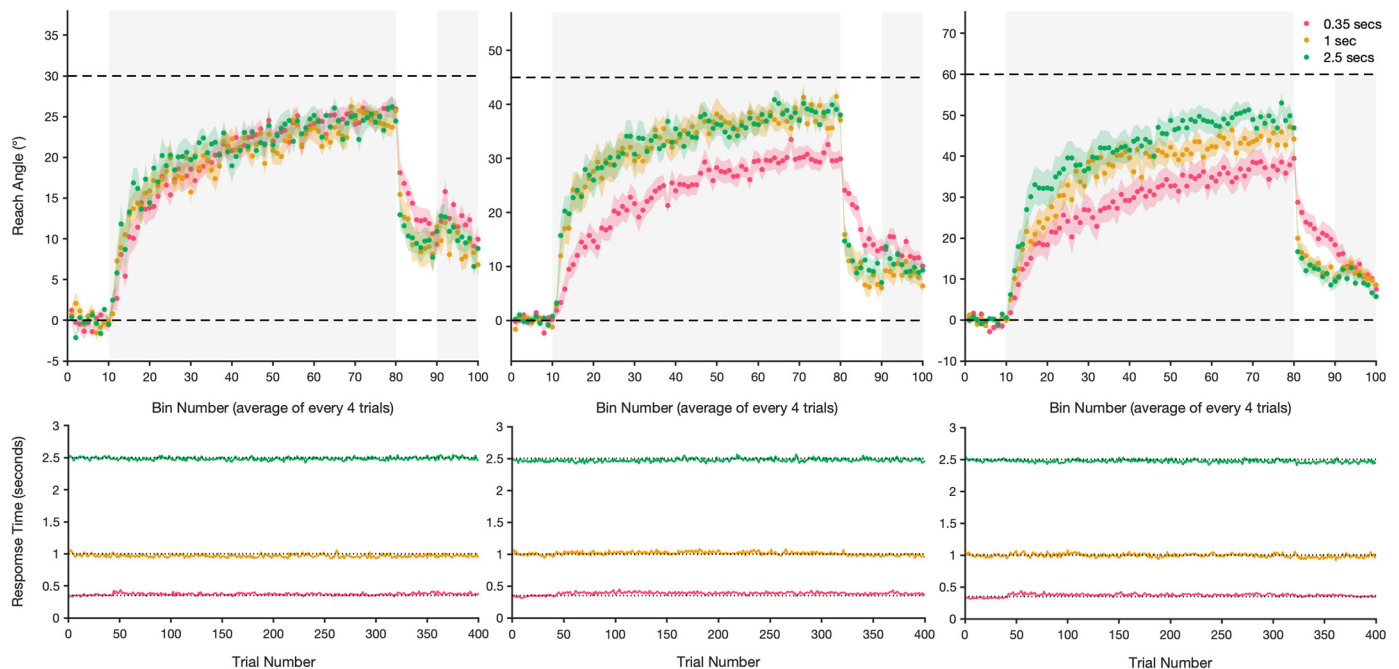 0.35 secs
1 sec
2.5 secs
Reach Angle (°)
30
25
20
15
10
5
0
-5
0 10 20 30 40 50 60 70 80 90 100
Bin Number (average of every 4 trials)
50
40
30
20
10
0
0 10 20 30 40 50 60 70 80 90 100
Bin Number (average of every 4 trials)
70
60
50
40
30
20
10
0
-10
0 10 20 30 40 50 60 70 80 90 100
Bin Number (average of every 4 trials)
Response Time (seconds)
3
2.5
2
1.5
1
0.5
0
0 50 100 150 200 250 300 350 400
Trial Number
3
2.5
2
1.5
1
0.5
0
0 50 100 150 200 250 300 350 400
Trial Number
3
2.5
2
1.5
1
0.5
0
0 50 100 150 200 250 300 350 400
Trial Number